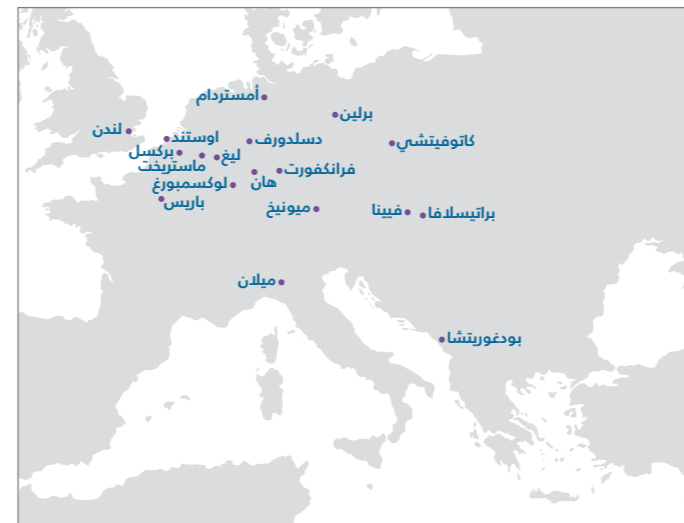 أمستردام
برلين
لندن
اوستند
دسلدورف
كاتوفيتشي
بركسل
ليغ
ماستريخت
فرانكفورت
هان
لوكسمبورغ
باريس
ميونيخ
فيينا
براتيسلافا
ميلان
بودغوريتشا